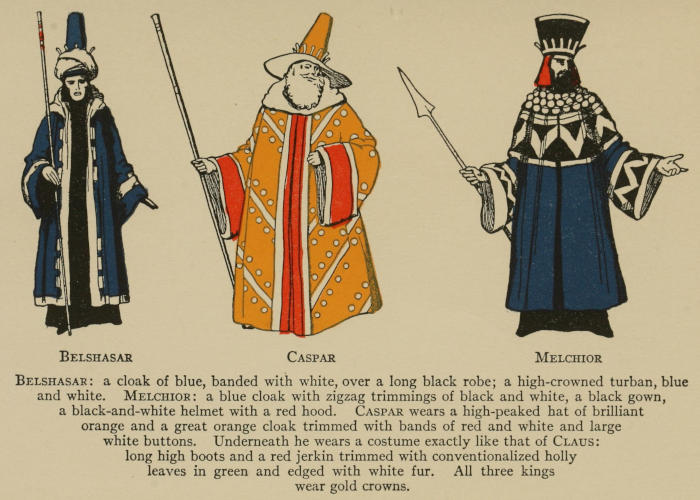 BELSHASAR CASPAR MELCHIOR
BELSHASAR: a cloak of blue, banded with white, over a long black robe; a high-crowned turban, blue
and white. MELCHIOR: a blue cloak with zigzag trimmings of black and white, a black gown,
a black-and-white helmet with a red hood. CASPAR wears a high-peaked hat of brilliant
orange and a great orange cloak trimmed with bands of red and white and large
white buttons. Underneath he wears a costume exactly like that of CLAUS:
long high boots and a red jerkin trimmed with conventionalized holly
leaves in green and edged with white fur. All three kings
wear gold crowns.